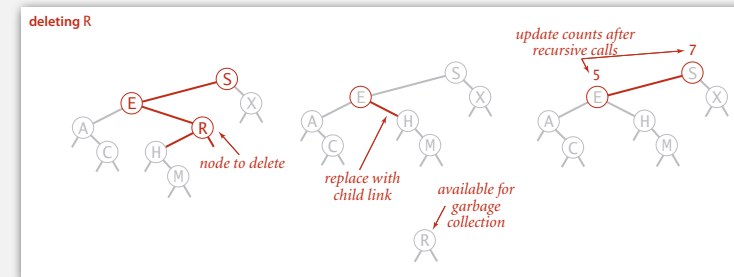 deleting R
S
E
X
A
R
C
H
M
node to delete
S
E
X
A
H
C
M
replace with
child link
available for
garbage
collection
R
update counts after
recursive calls
7
5
S
E
X
A
H
C
M